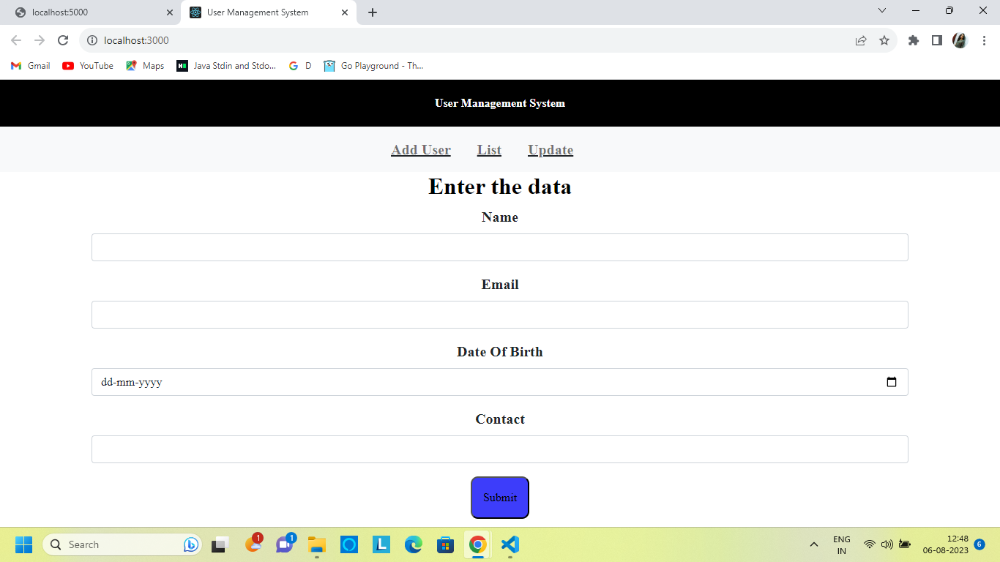 localhost:5000
User Management System
localhost:3000
Gmail YouTube Maps Java Stdin and Stdo... D Go Playground - Th...
User Management System
Add User List Update
Enter the data
Name
Email
Date Of Birth
dd-mm-yyyy
Contact
Submit
Search
1
1
ENG
IN
12:48
06-08-2023
6